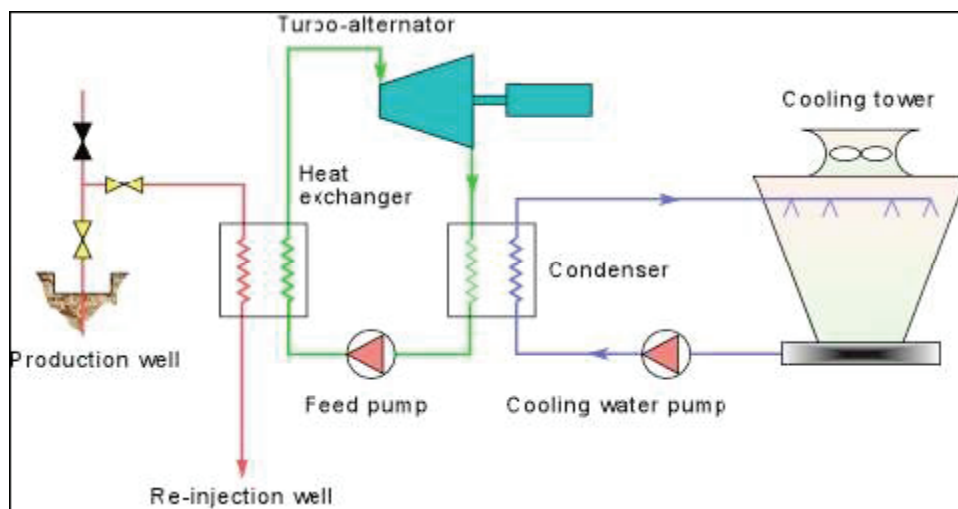 Turbo-alternator
Cooling tower
Heat
exchanger
Condenser
Production well
Feed pump
Cooling water pump
Re-injection well